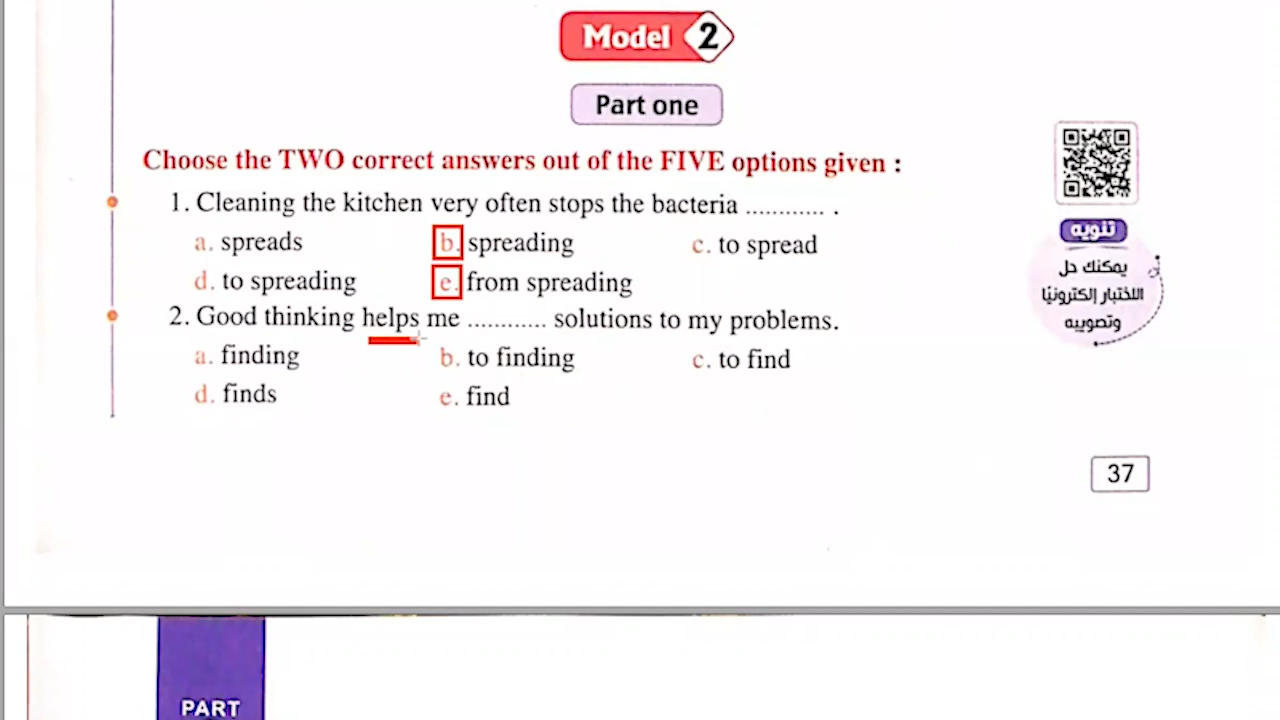 Model 2
Part one
Choose the TWO correct answers out of the FIVE options given :
1. Cleaning the kitchen very often stops the bacteria ............ .
a. spreads b. spreading c. to spread
d. to spreading e. from spreading
2. Good thinking helps me ............ solutions to my problems.
a. finding b. to finding c. to find
d. finds e. find
تنويه
يمكنك حل
الاختبار إلكترونيًا
وتصويبه
37
PART